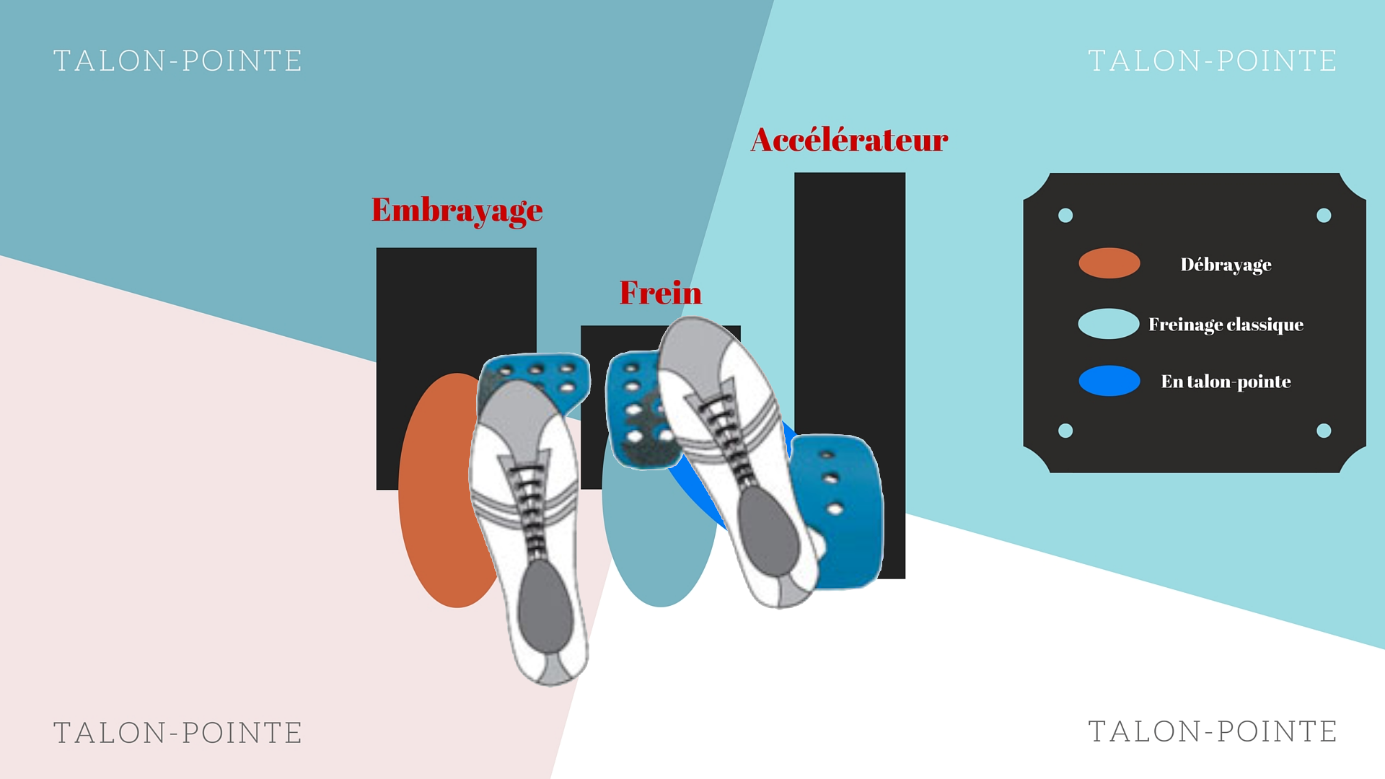 TALON-POINTE
TALON-POINTE
Accélérateur
Embrayage
Frein
Débrayage
Freinage classique
En talon-pointe
TALON-POINTE
TALON-POINTE